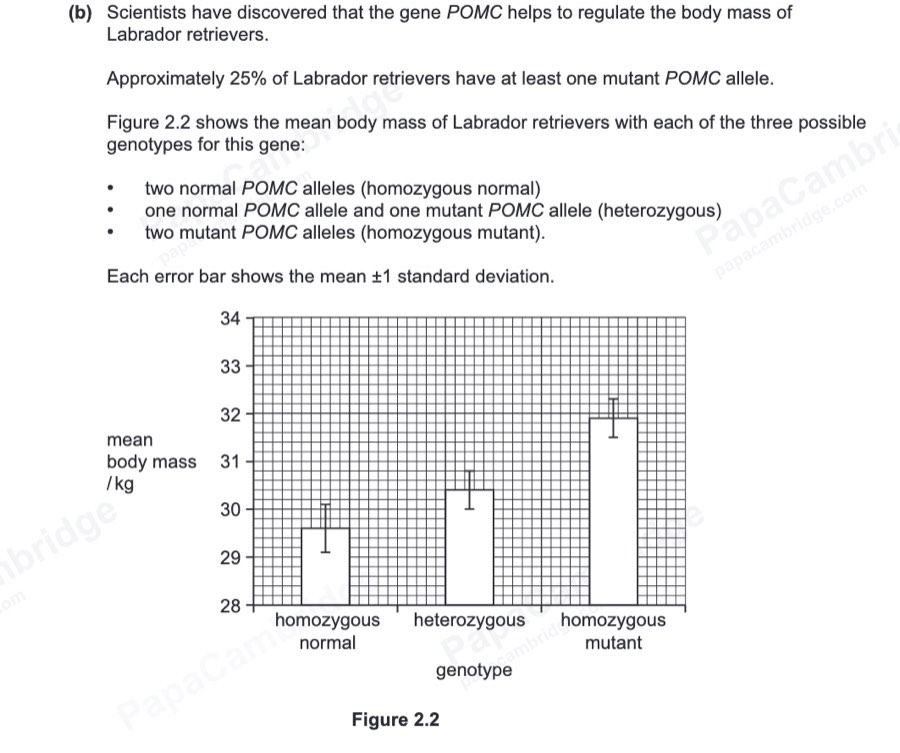 (b) Scientists have discovered that the gene POMC helps to regulate the body mass of
Labrador retrievers.
Approximately 25% of Labrador retrievers have at least one mutant POMC allele.
Figure 2.2 shows the mean body mass of Labrador retrievers with each of the three possible
genotypes for this gene:
• two normal POMC alleles (homozygous normal)
• one normal POMC allele and one mutant POMC allele (heterozygous)
• two mutant POMC alleles (homozygous mutant).
Each error bar shows the mean ±1 standard deviation.
34
33
32
31
30
29
28
mean
body mass
/kg
homozygous
normal
heterozygous
homozygous
mutant
genotype
Figure 2.2
PapaCambridge
papacambridge.com